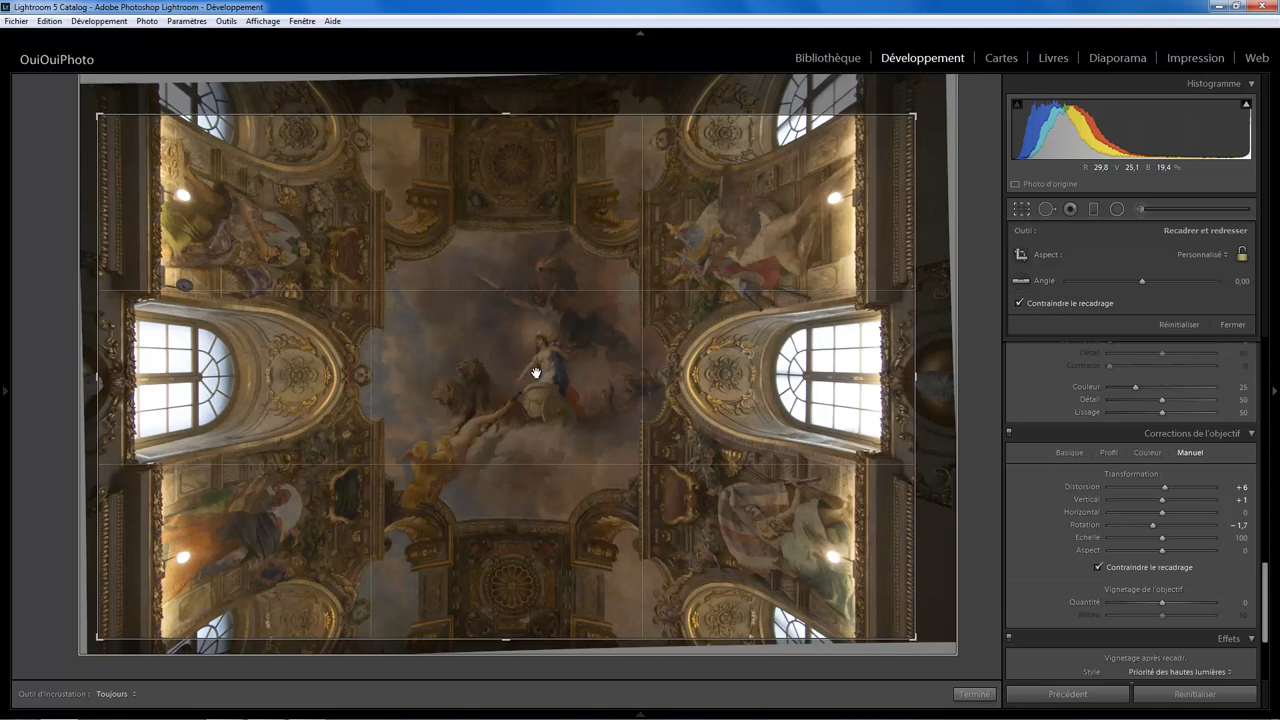 Lightroom 5 Catalog - Adobe Photoshop Lightroom - Développement
Fichier Edition Développement Photo Paramètres Outils Affichage Fenêtre Aide
OuiOuiPhoto
Bibliothèque Développement Cartes Livres Diaporama Impression Web
Histogramme
R 29,8 V 25,1 B 19,4 %
Photo d'origine
Outil : Recadrer et redresser
Aspect : Personnalisé
Angle 0,00
Contraindre le recadrage
Réinitialiser Fermer
Détail 50
Contraste 0
Couleur 25
Détail 50
Lissage 50
Corrections de l'objectif
Basique Profil Couleur Manuel
Transformation
Distorsion + 6
Vertical + 1
Horizontal 0
Rotation – 1,7
Echelle 100
Aspect 0
Contraindre le recadrage
Vignetage de l'objectif
Quantité 0
Milieu 50
Effets
Vignetage après recadr.
Style Priorité des hautes lumières
Outil d'incrustation : Toujours
Terminé
Précédent Réinitialiser